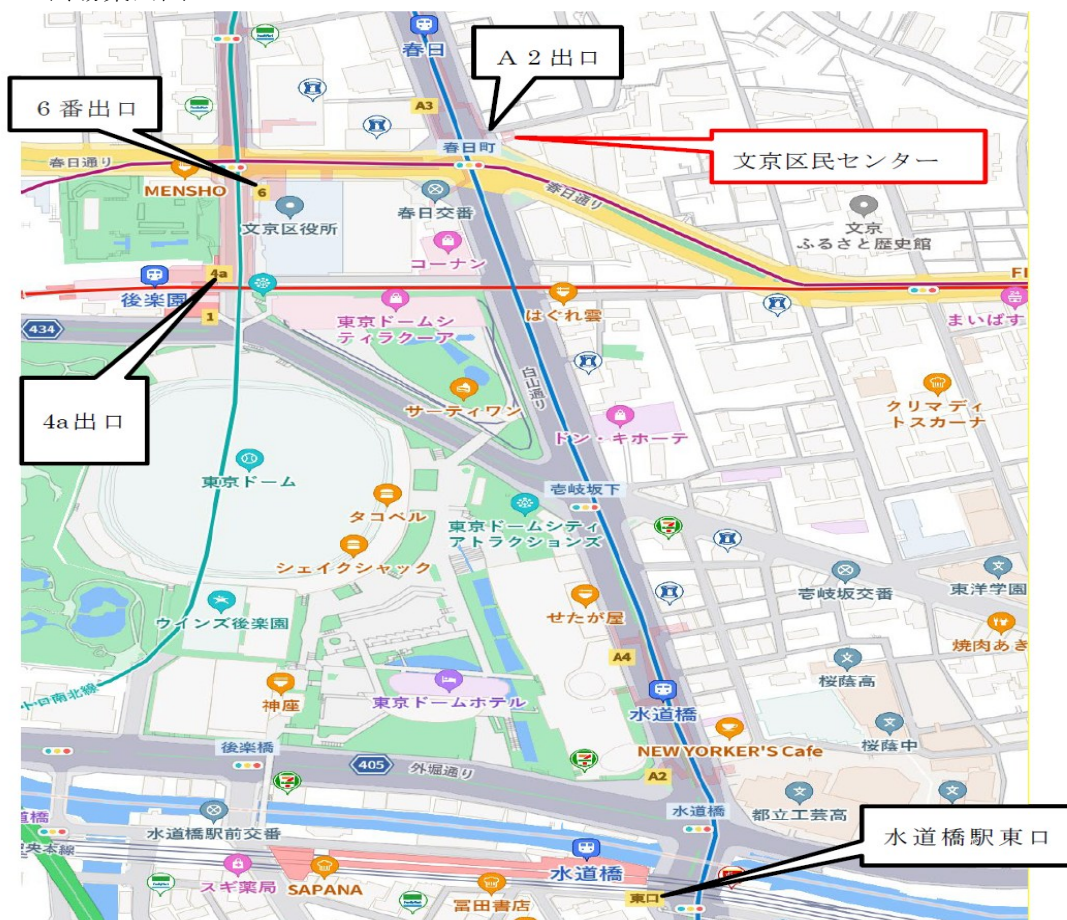 春日
A2出口
6番出口
A3
春日町
文京区民センター
春日通り
MENSHO
6
文京区役所
春日交番
春日通り
文京
ふるさと歴史館
コーナン
4a
後楽園
1
434
東京ドームシ
ティラクーア
はぐれ雲
まいばす
4a出口
白山通り
サーティワン
クリマ ディ
トスカーナ
ドン・キホーテ
東京ドーム
壱岐坂下
タコベル
東京ドームシティ
アトラクションズ
シェイクシャック
壱岐坂交番
東洋学園
ウインズ後楽園
せたが屋
焼肉あき
A4
桜蔭高
南北線
神座
東京ドームホテル
水道橋
NEW YORKER'S Cafe
桜蔭中
後楽橋
405
外堀通り
A2
水道橋
都立工芸高
道橋
水道橋駅前交番
水道橋駅東口
央本線
スギ薬局
SAPANA
水道橋
冨田書店
東口